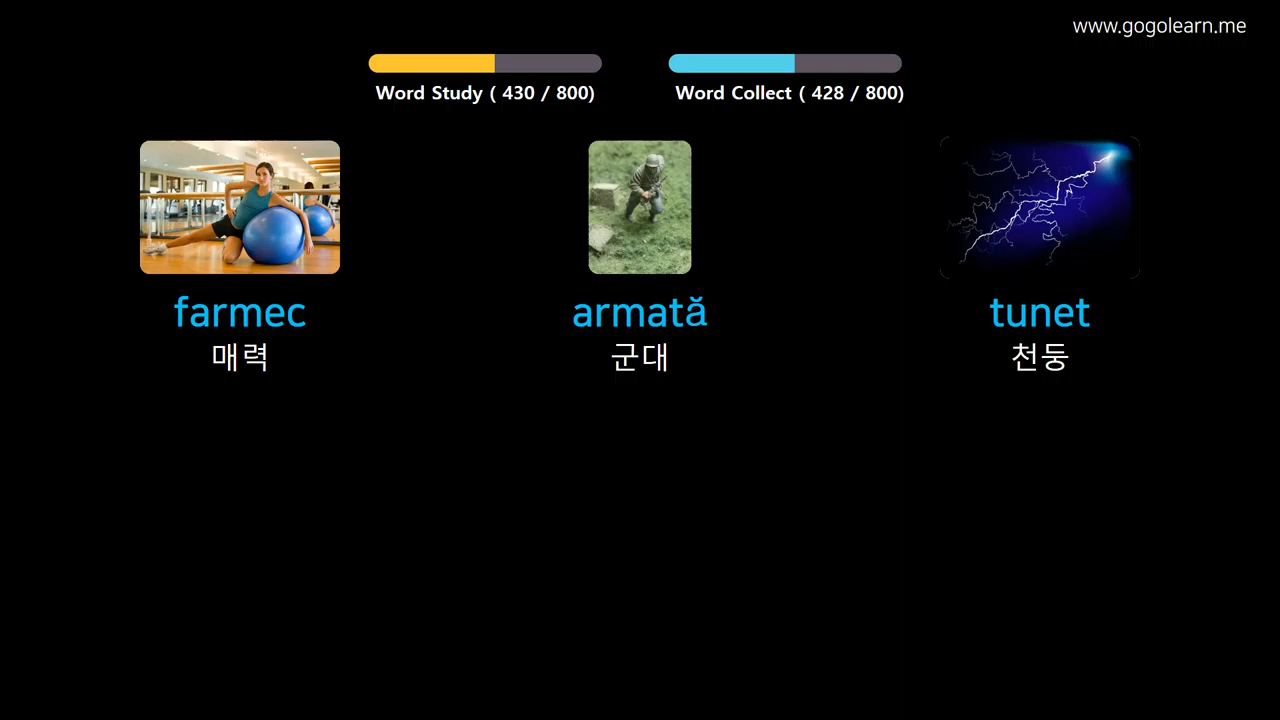 www.gogolearn.me
Word Study ( 430 / 800)
Word Collect ( 428 / 800)
farmec
armată
tunet
매력
군대
천둥